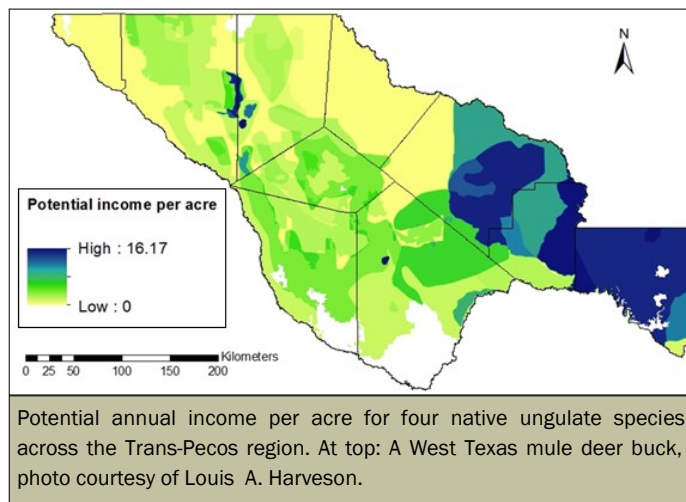 N
Potential income per acre
High : 16.17
Low : 0
Kilometers
0 25 50 100 150 200
Potential annual income per acre for four native ungulate species
across the Trans-Pecos region. At top: A West Texas mule deer buck,
photo courtesy of Louis A. Harveson.